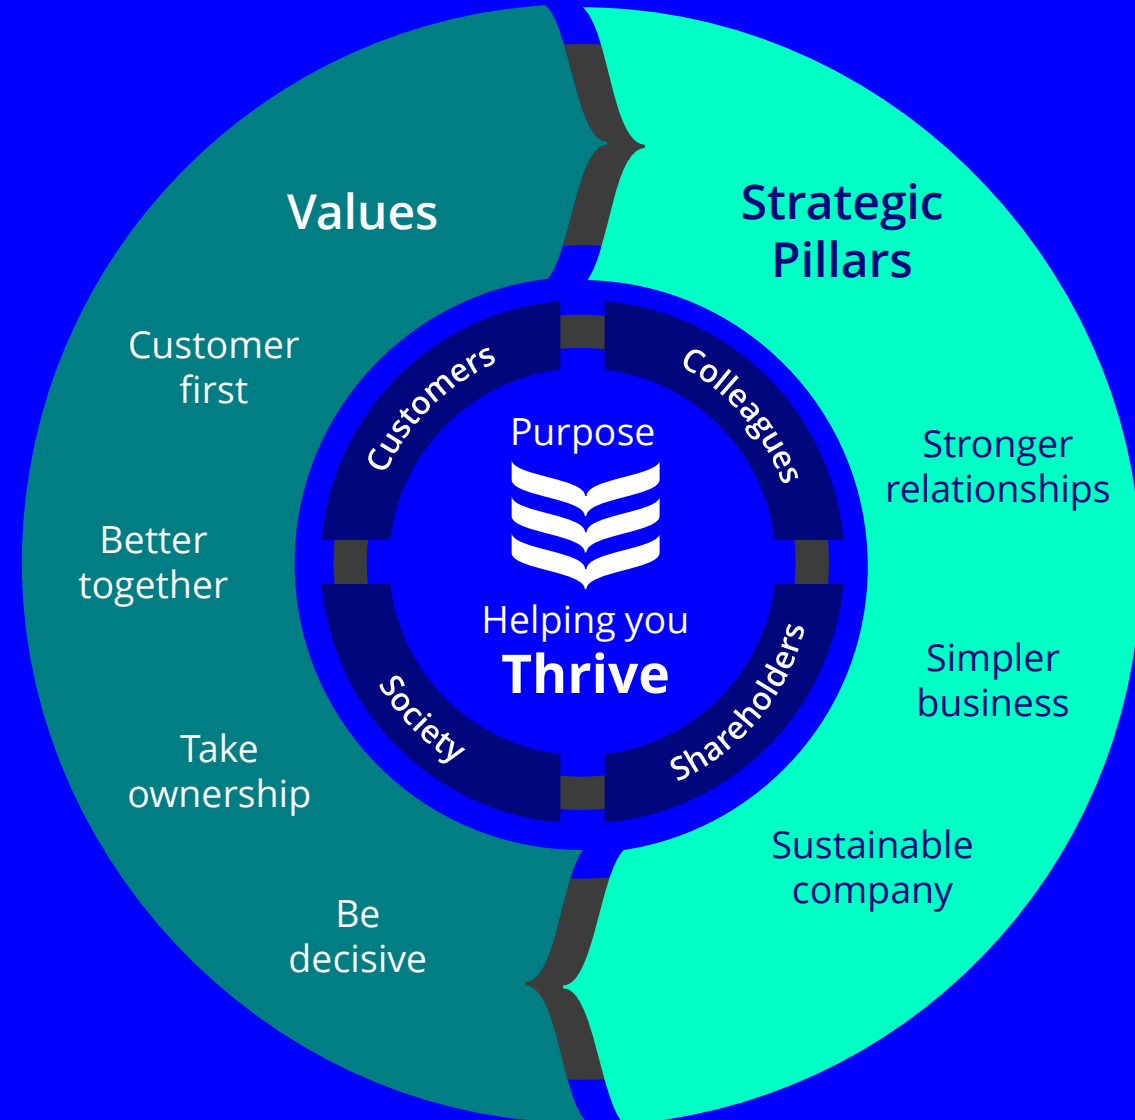 Values
Customer
first
Better
together
Take
ownership
Be
decisive
Strategic
Pillars
Stronger
relationships
Simpler
business
Sustainable
company
Customers
Colleagues
Society
Shareholders
Purpose
Helping you
Thrive